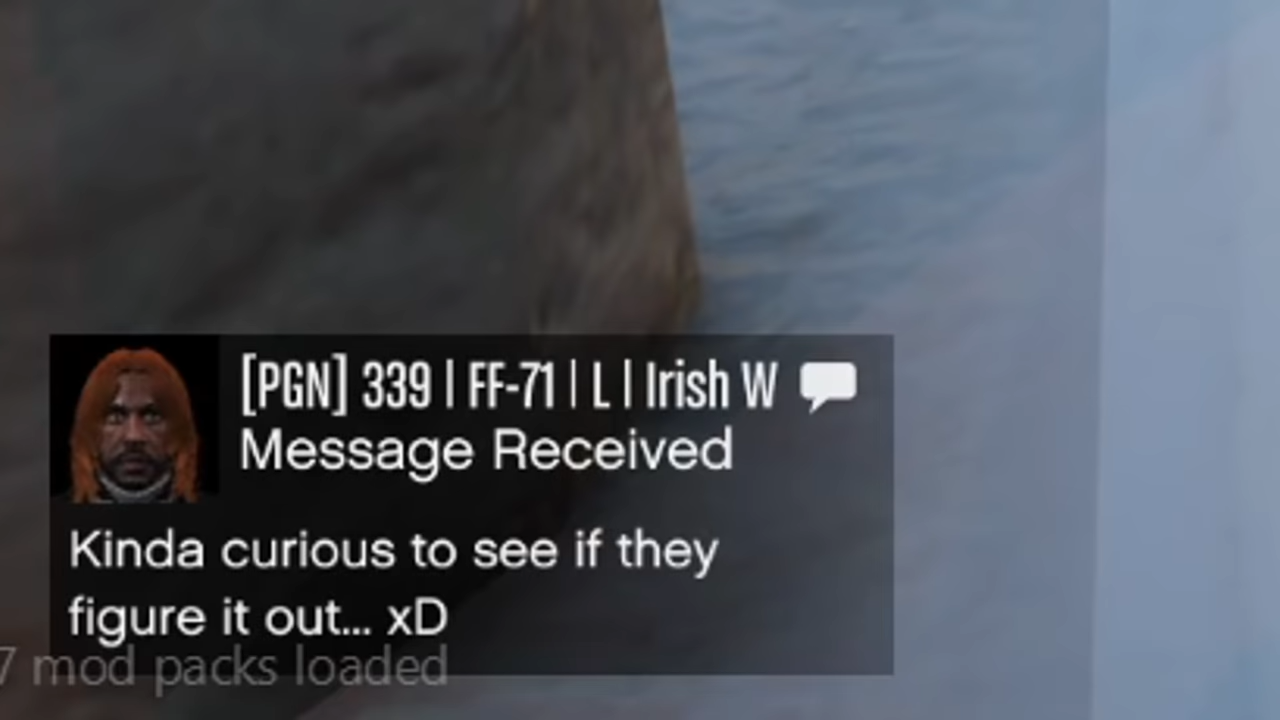 [PGN] 339 | FF-71 | L | Irish W
Message Received
Kinda curious to see if they
figure it out... xD
7 mod packs loaded